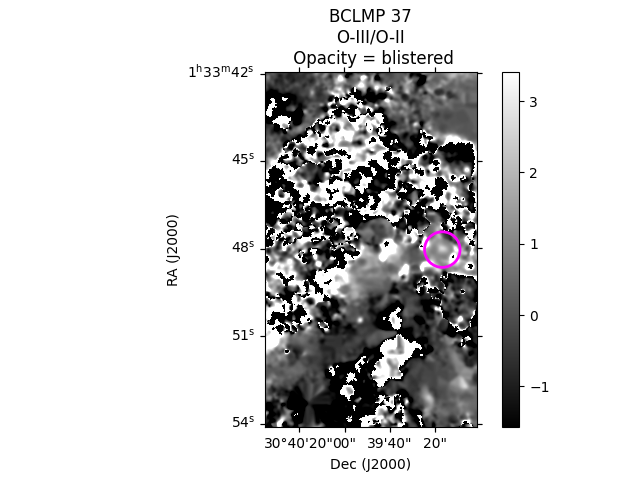 BCLMP 37
O-III/O-II
Opacity = blistered
1ʰ33ᵐ42ˢ
45ˢ
48ˢ
51ˢ
54ˢ
RA (J2000)
30°40'20"00" 39'40" 20"
Dec (J2000)
3
2
1
0
−1